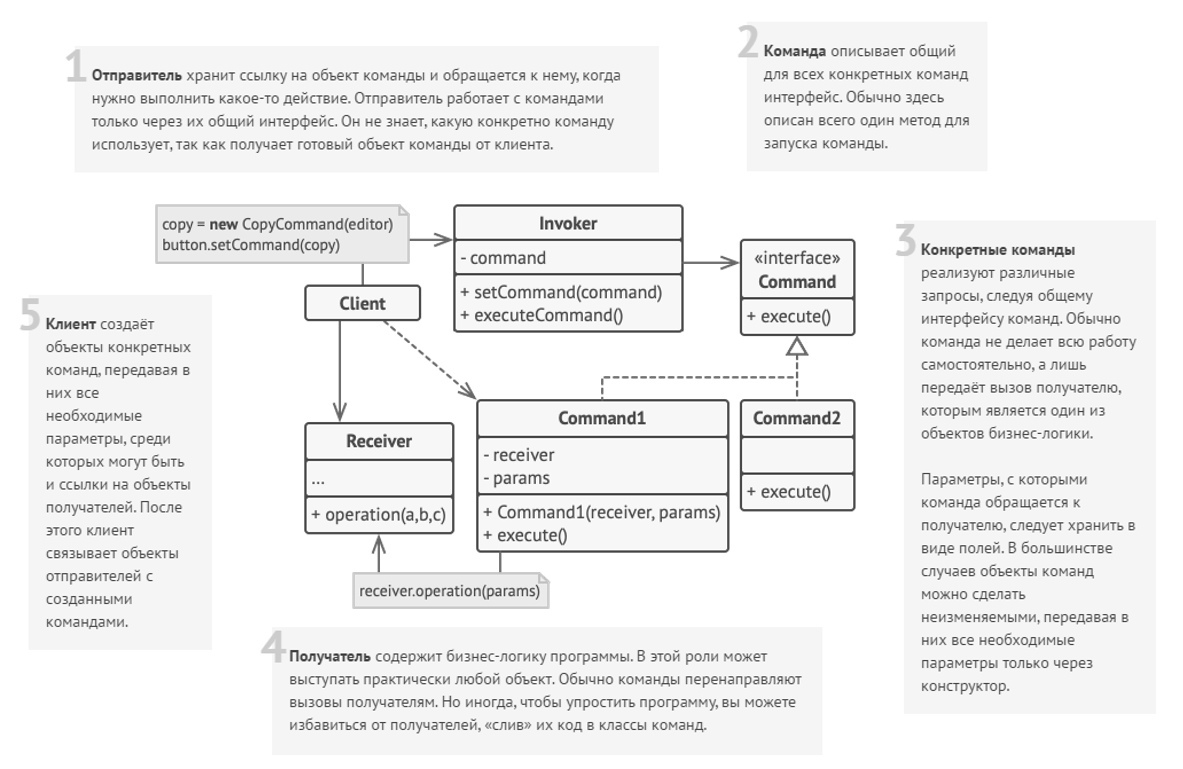 1
Отправитель хранит ссылку на объект команды и обращается к нему, когда
нужно выполнить какое-то действие. Отправитель работает с командами
только через их общий интерфейс. Он не знает, какую конкретно команду
использует, так как получает готовый объект команды от клиента.
2
Команда описывает общий
для всех конкретных команд
интерфейс. Обычно здесь
описан всего один метод для
запуска команды.
copy = new CopyCommand(editor)
button.setCommand(copy)
Invoker
- command
+ setCommand(command)
+ executeCommand()
«interface»
Command
+ execute()
3
Конкретные команды
реализуют различные
запросы, следуя общему
интерфейсу команд. Обычно
команда не делает всю работу
самостоятельно, а лишь
передаёт вызов получателю,
которым является один из
объектов бизнес-логики.
Параметры, с которыми
команда обращается к
получателю, следует хранить в
виде полей. В большинстве
случаев объекты команд
можно сделать
неизменяемыми, передавая в
них все необходимые
параметры только через
конструктор.
Client
5
Клиент создаёт
объекты конкретных
команд, передавая в
них все
необходимые
параметры, среди
которых могут быть
и ссылки на объекты
получателей. После
этого клиент
связывает объекты
отправителей с
созданными
командами.
Receiver
...
+ operation(a,b,c)
Command1
- receiver
- params
+ Command1(receiver, params)
+ execute()
Command2
+ execute()
receiver.operation(params)
4
Получатель содержит бизнес-логику программы. В этой роли может
выступать практически любой объект. Обычно команды перенаправляют
вызовы получателям. Но иногда, чтобы упростить программу, вы можете
избавиться от получателей, «слив» их код в классы команд.